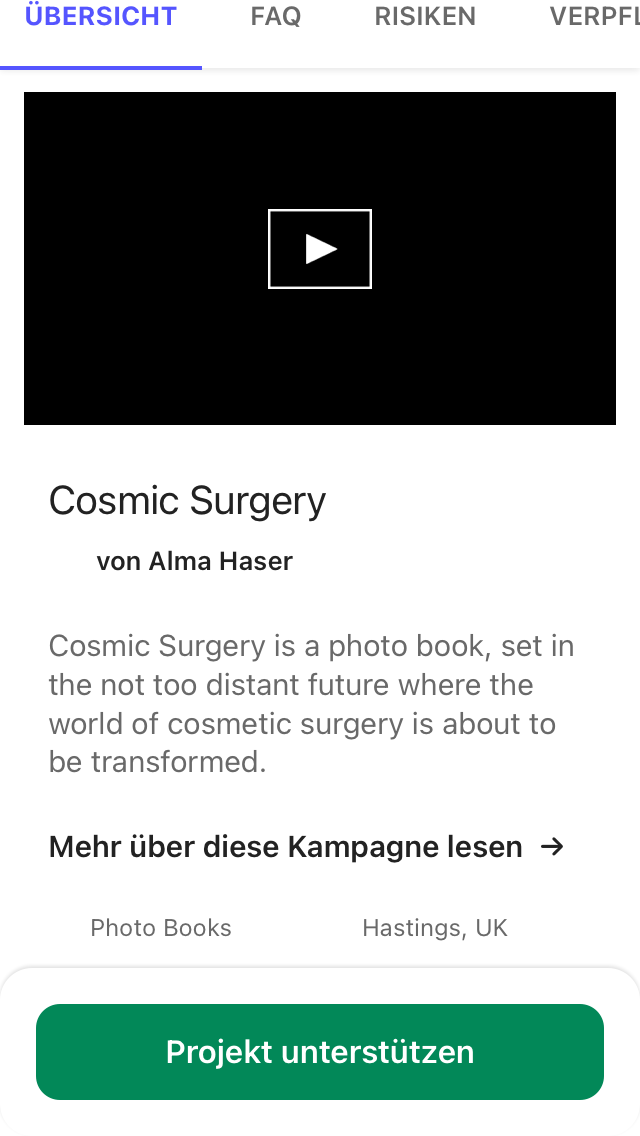 ÜBERSICHT FAQ RISIKEN VERPFL
Cosmic Surgery
von Alma Haser
Cosmic Surgery is a photo book, set in
the not too distant future where the
world of cosmetic surgery is about to
be transformed.
Mehr über diese Kampagne lesen →
Photo Books Hastings, UK
Projekt unterstützen